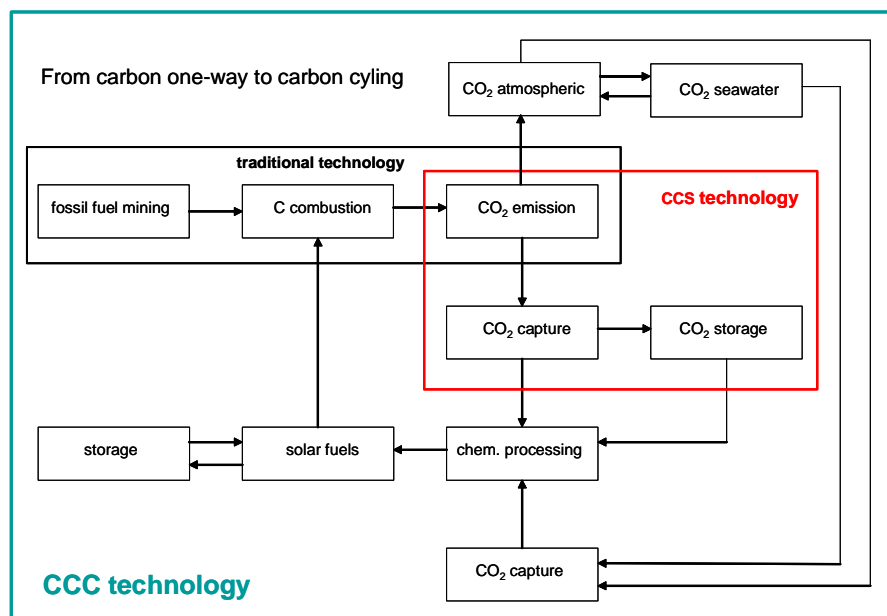 From carbon one-way to carbon cyling
CO₂ atmospheric
CO₂ seawater
traditional technology
fossil fuel mining
C combustion
CO₂ emission
CCS technology
CO₂ capture
CO₂ storage
storage
solar fuels
chem. processing
CO₂ capture
CCC technology